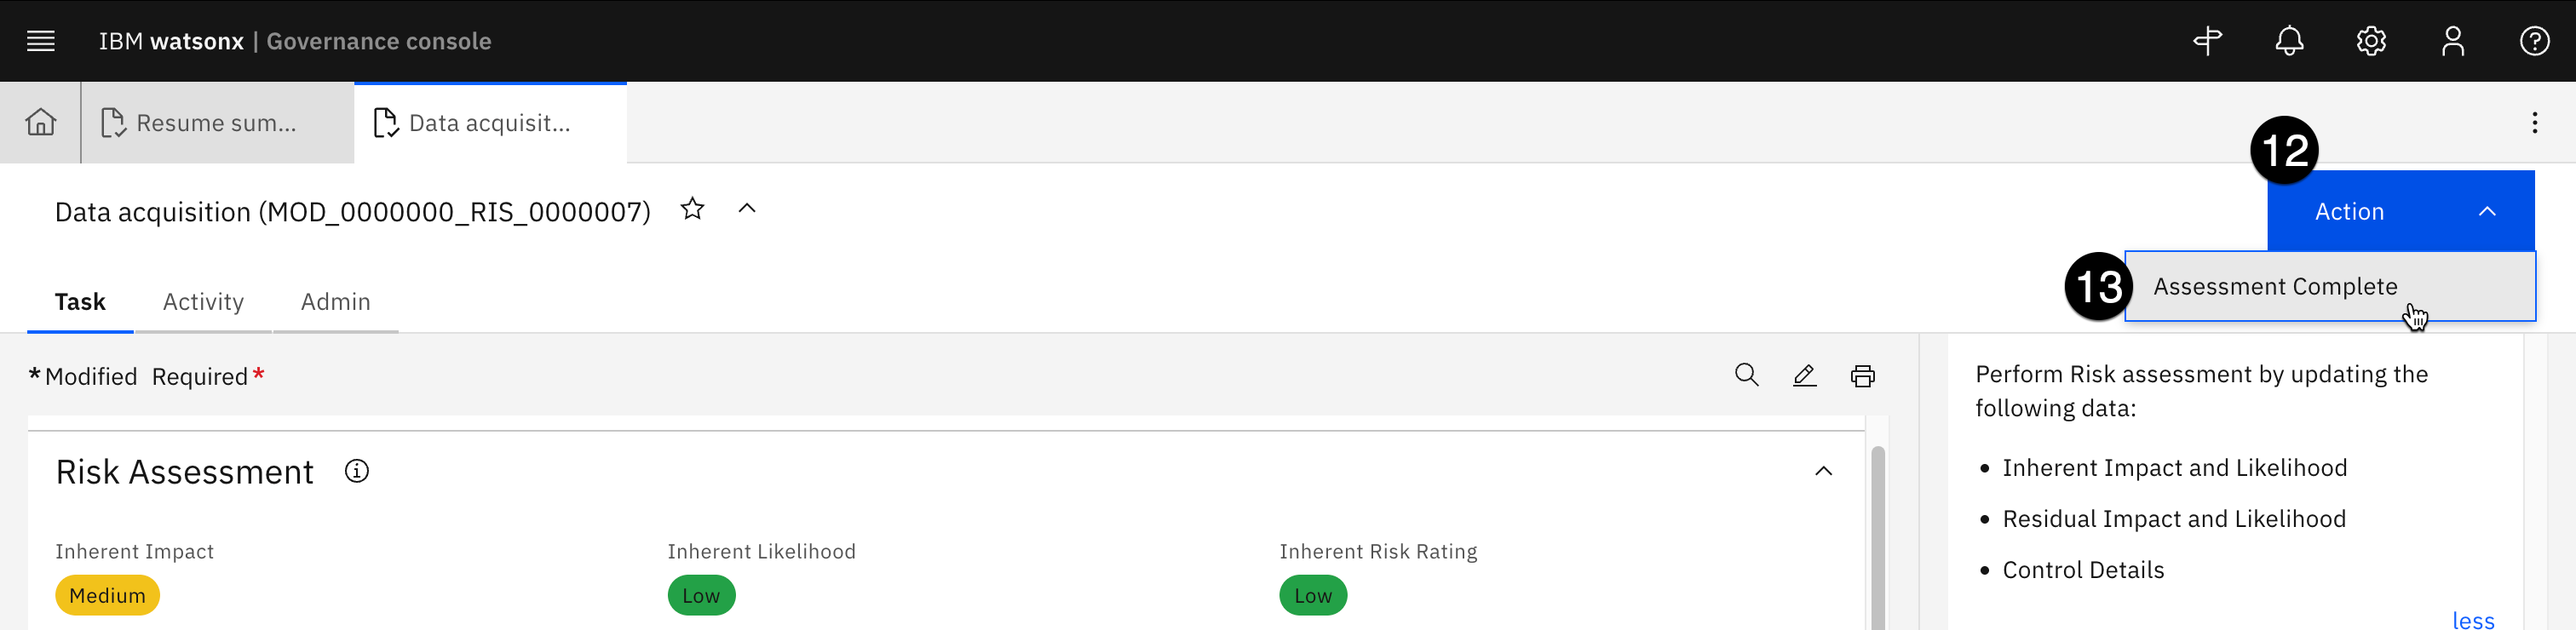 IBM watsonx | Governance console
Resume sum...
Data acquisit...
12
Data acquisition (MOD_0000000_RIS_0000007)
Action
13
Assessment Complete
Task
Activity
Admin
*Modified Required*
Perform Risk assessment by updating the
following data:
• Inherent Impact and Likelihood
• Residual Impact and Likelihood
• Control Details
less
Risk Assessment
Inherent Impact
Medium
Inherent Likelihood
Low
Inherent Risk Rating
Low